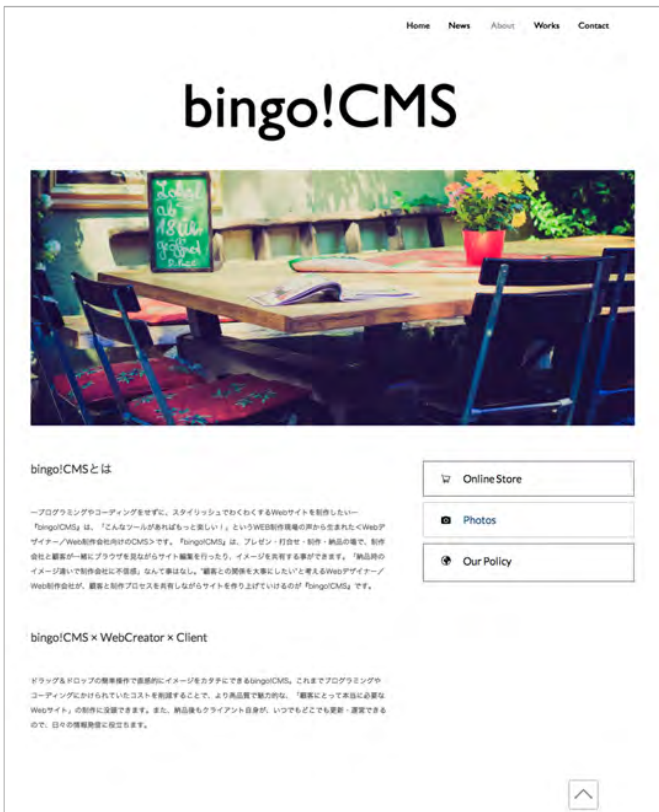 Home News About Works Contact
bingo!CMS
Lokal
ab
18 Uhr
geöffnet
bingo!CMSとは
ープログラミングやコーディングをせずに、スタイリッシュでわくわくするWebサイトを制作したいー
『bingo!CMS』は、「こんなツールがあればもっと楽しい！」というWEB制作現場の声から生まれた＜Webデ
ザイナー／Web制作会社向けのCMS＞です。『bingo!CMS』は、プレゼン・打合せ・制作・納品の場で、制作
会社と顧客が一緒にブラウザを見ながらサイト編集を行ったり、イメージを共有する事ができます。「納品時の
イメージ違いで制作会社に不信感」なんて事はなし。"顧客との関係を大事にしたい"と考えるWebデザイナー／
Web制作会社が、顧客と制作プロセスを共有しながらサイトを作り上げていけるのが『bingo!CMS』です。
Online Store
Photos
Our Policy
bingo!CMS × WebCreator × Client
ドラッグ＆ドロップの簡単操作で直感的にイメージをカタチにできるbingo!CMS。これまでプログラミングや
コーディングにかけられていたコストを削減することで、より高品質で魅力的な、「顧客にとって本当に必要な
Webサイト」の制作に没頭できます。また、納品後もクライアント自身が、いつでもどこでも更新・運営できる
ので、日々の情報発信に役立ちます。